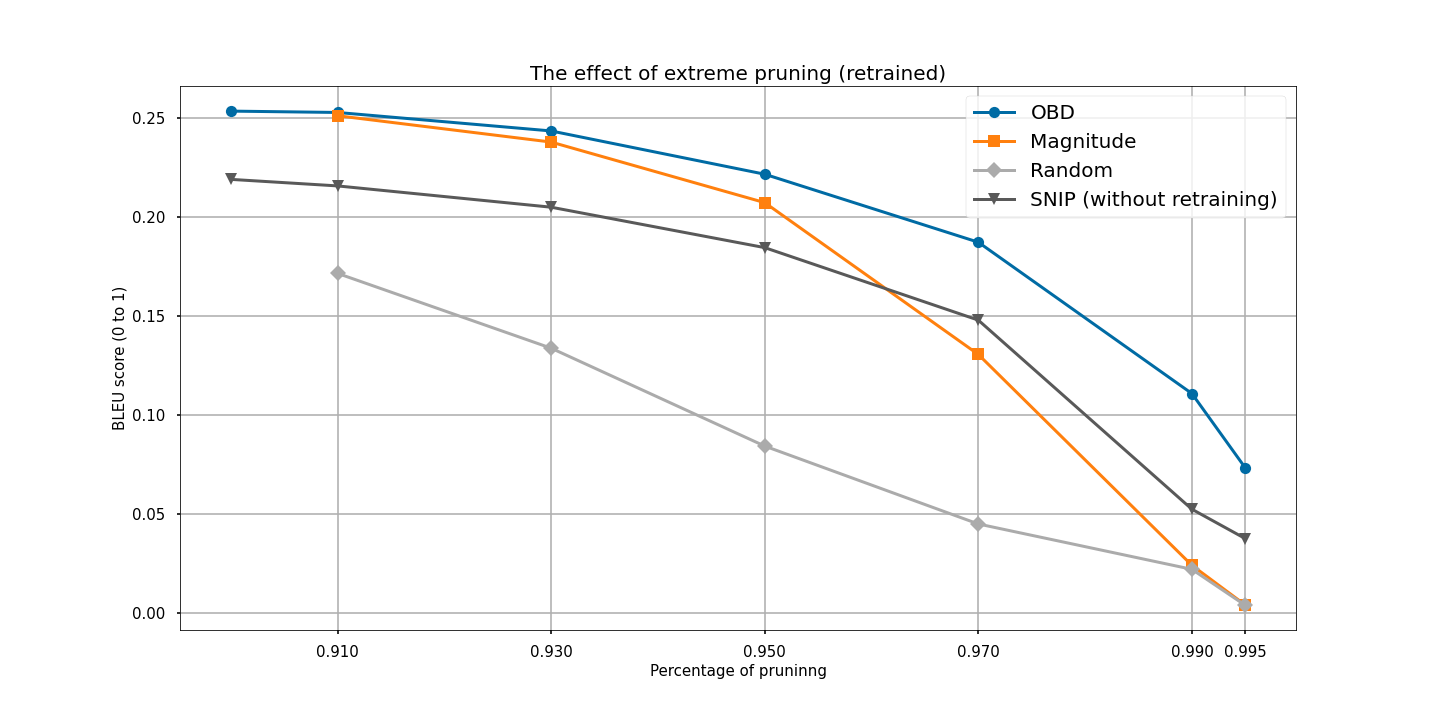 The effect of extreme pruning (retrained)
OBD
Magnitude
Random
SNIP (without retraining)
BLEU score (0 to 1)
0.25
0.20
0.15
0.10
0.05
0.00
0.910 0.930 0.950 0.970 0.990 0.995
Percentage of pruninng